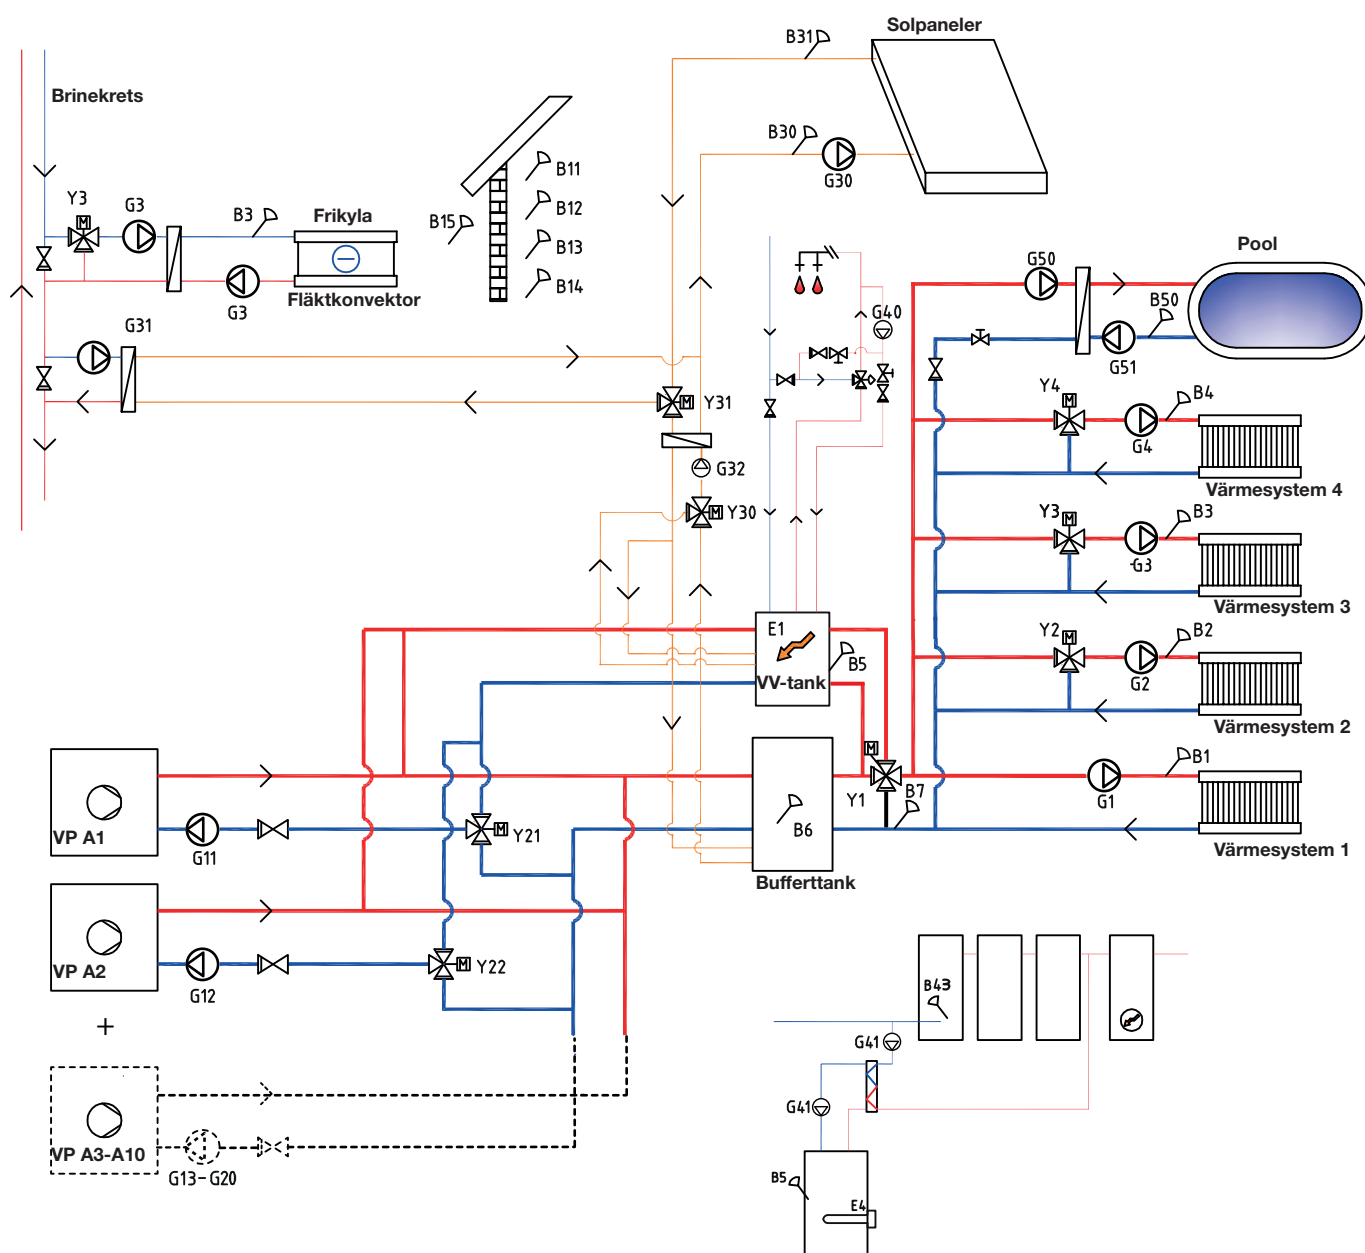 Solpaneler
B31
Brinekrets
B30
G30
B11
Y3
G3
B3
Frikyla
B15
B12
B13
Fläktkonvektor
B14
G3
Pool
G50
B50
G51
G31
G40
Y31
Y4
B4
G4
Värmesystem 4
G32
Y30
Y3
B3
-G3
Värmesystem 3
E1
B5
VV-tank
Y2
B2
G2
Värmesystem 2
M
Y1
B7
B1
G1
Värmesystem 1
VP A1
G11
Y21
B6
Bufferttank
VP A2
G12
Y22
+
B43
G41
G41
VP A3-A10
G13-G20
B5
E4
M
M
M
M
M
M
M
M